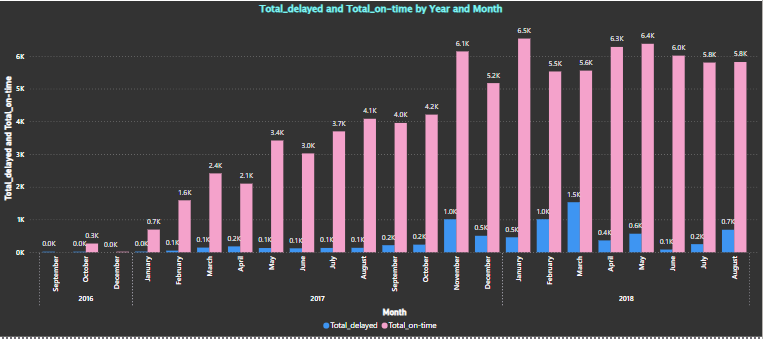 Total_delayed and Total_on-time by Year and Month
Total_delayed and Total_on-time
6K
5K
4K
3K
2K
1K
0K
0.0K 0.0K 0.3K 0.0K 0.0K 0.7K 0.1K 1.6K 0.1K 2.4K 0.2K 2.1K 0.1K 3.4K 0.1K 3.0K 0.1K 3.7K 0.1K 4.1K 0.2K 4.0K 0.2K 4.2K 1.0K 6.1K 0.5K 5.2K 0.5K 6.5K 1.0K 5.5K 1.5K 5.6K 0.4K 6.3K 0.6K 6.4K 0.1K 6.0K 0.2K 5.8K 0.7K 5.8K
September October December January February March April May June July August September October November December January February March April May June July August
2016 2017 2018
Month
Total_delayed Total_on-time